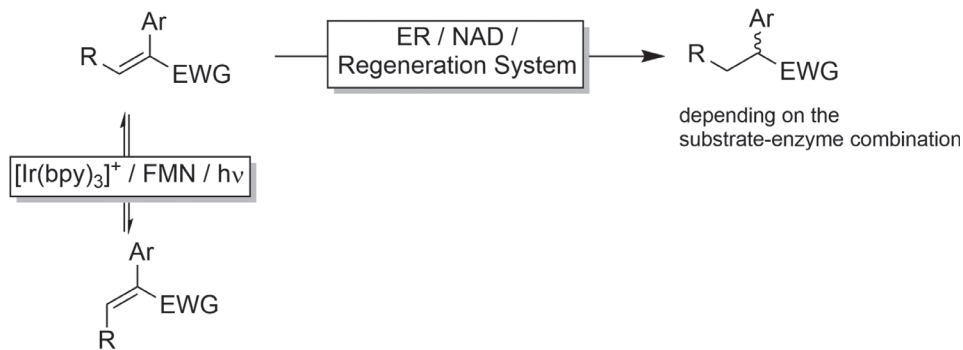 Ar
R
EWG
ER / NAD /
Regeneration System
Ar
R
EWG
depending on the
substrate-enzyme combination
[Ir(bpy)₃]⁺ / FMN / hν
Ar
EWG
R